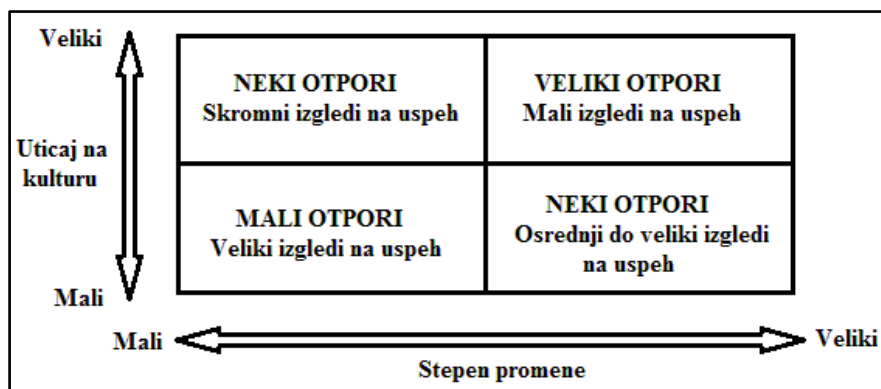 Veliki
Uticaj na
kulturu
Mali
NEKI OTPORI
Skromni izgledi na uspeh
VELIKI OTPORI
Mali izgledi na uspeh
MALI OTPORI
Veliki izgledi na uspeh
NEKI OTPORI
Osrednji do veliki izgledi
na uspeh
Mali
Veliki
Stepen promene